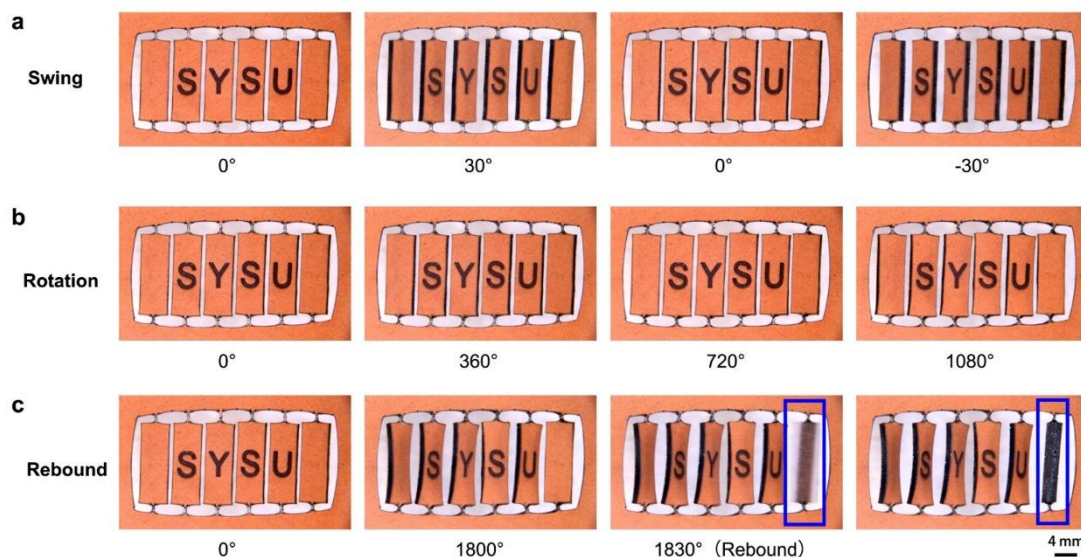 a
Swing
SYSU SYSU SYSU SYSU
0° 30° 0° -30°
b
Rotation
SYSU SYSU SYSU SYSU
0° 360° 720° 1080°
c
Rebound
SYSU SYSU SYSU SYSU
0° 1800° 1830° (Rebound)
4 mm